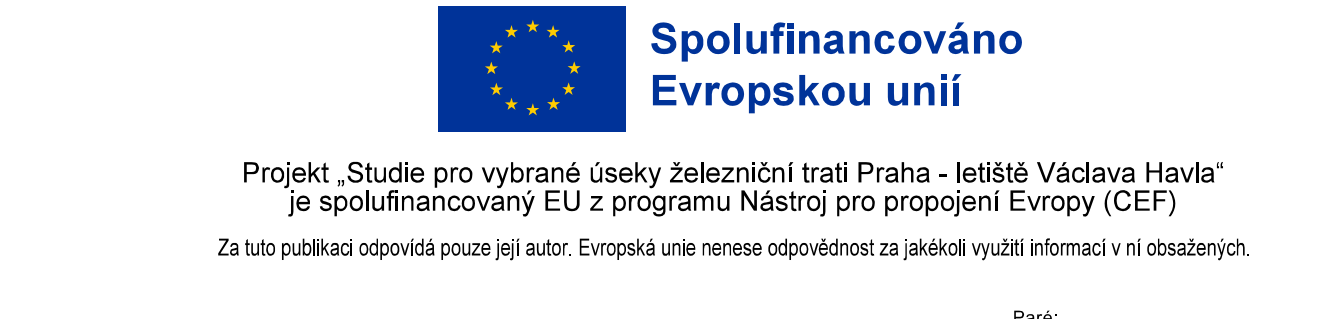 Spolufinancováno
Evropskou unií
Projekt „Studie pro vybrané úseky železniční trati Praha - letiště Václava Havla“
je spolufinancovaný EU z programu Nástroj pro propojení Evropy (CEF)
Za tuto publikaci odpovídá pouze její autor. Evropská unie nenese odpovědnost za jakékoli využití informací v ní obsažených.
Paré: